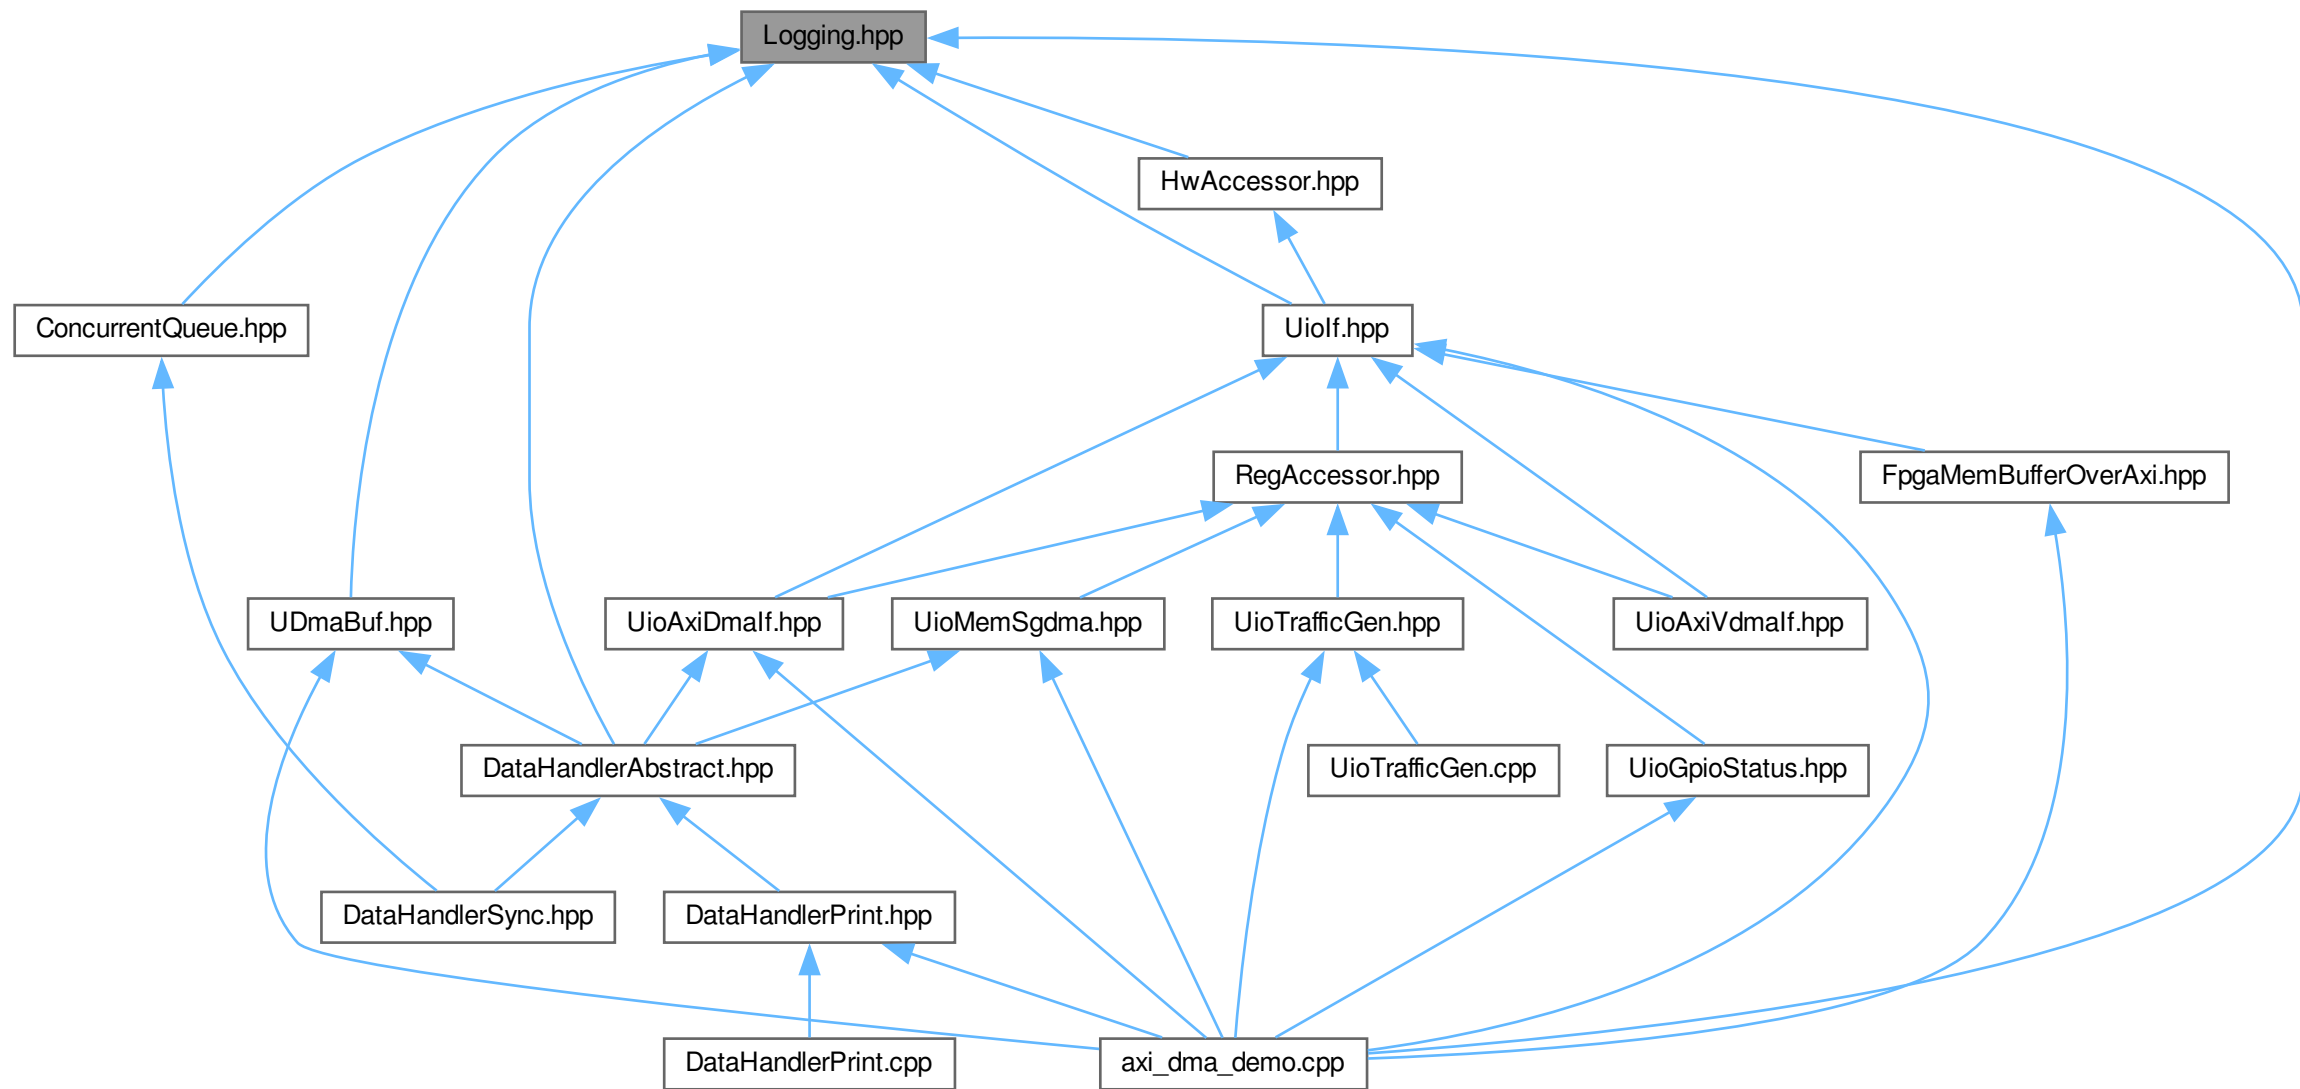 Logging.hpp
HwAccessor.hpp
ConcurrentQueue.hpp
UioIf.hpp
RegAccessor.hpp
FpgaMemBufferOverAxi.hpp
UDmaBuf.hpp
UioAxiDmaIf.hpp
UioMemSgdma.hpp
UioTrafficGen.hpp
UioAxiVdmaIf.hpp
DataHandlerAbstract.hpp
UioTrafficGen.cpp
UioGpioStatus.hpp
DataHandlerSync.hpp
DataHandlerPrint.hpp
DataHandlerPrint.cpp
axi_dma_demo.cpp